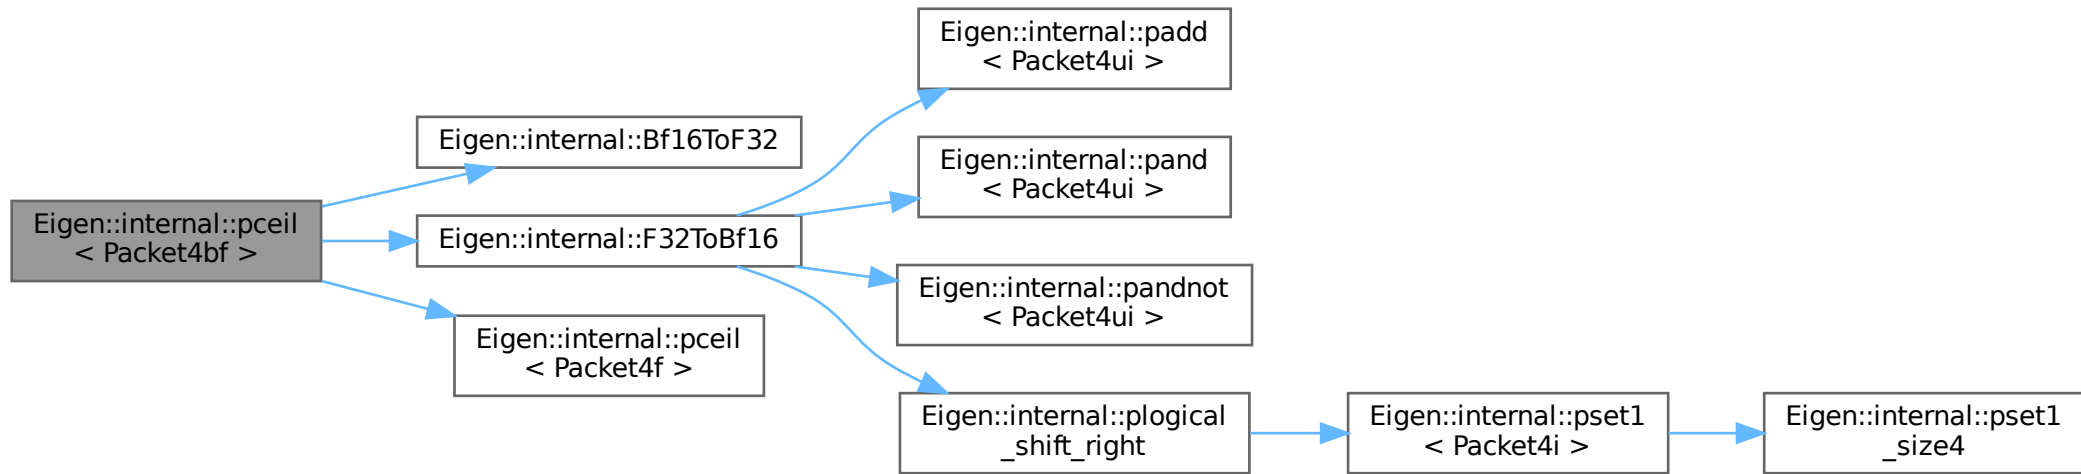 Eigen::internal::pceil
< Packet4bf >
Eigen::internal::Bf16ToF32
Eigen::internal::F32ToBf16
Eigen::internal::pceil
< Packet4f >
Eigen::internal::padd
< Packet4ui >
Eigen::internal::pand
< Packet4ui >
Eigen::internal::pandnot
< Packet4ui >
Eigen::internal::plogical
_shift_right
Eigen::internal::pset1
< Packet4i >
Eigen::internal::pset1
_size4